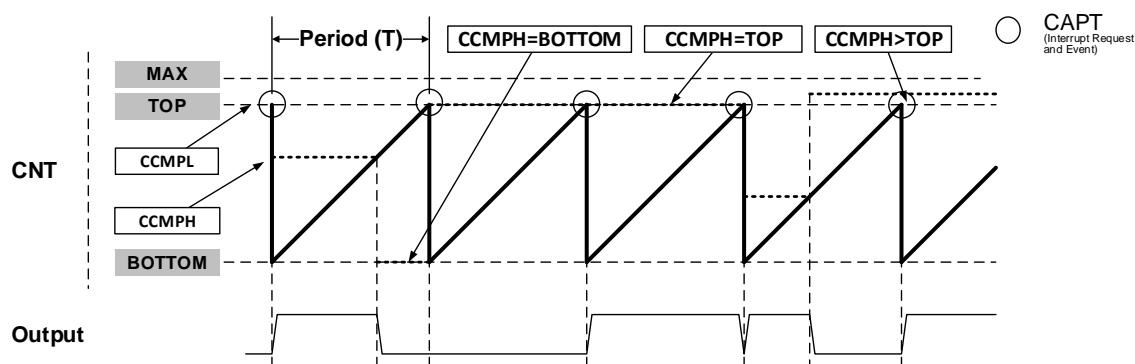 Period (T)
CCMPH=BOTTOM
CCMPH=TOP
CCMPH>TOP
CAPT
(Interrupt Request
and Event)
MAX
TOP
CNT
CCMPL
CCMPH
BOTTOM
Output